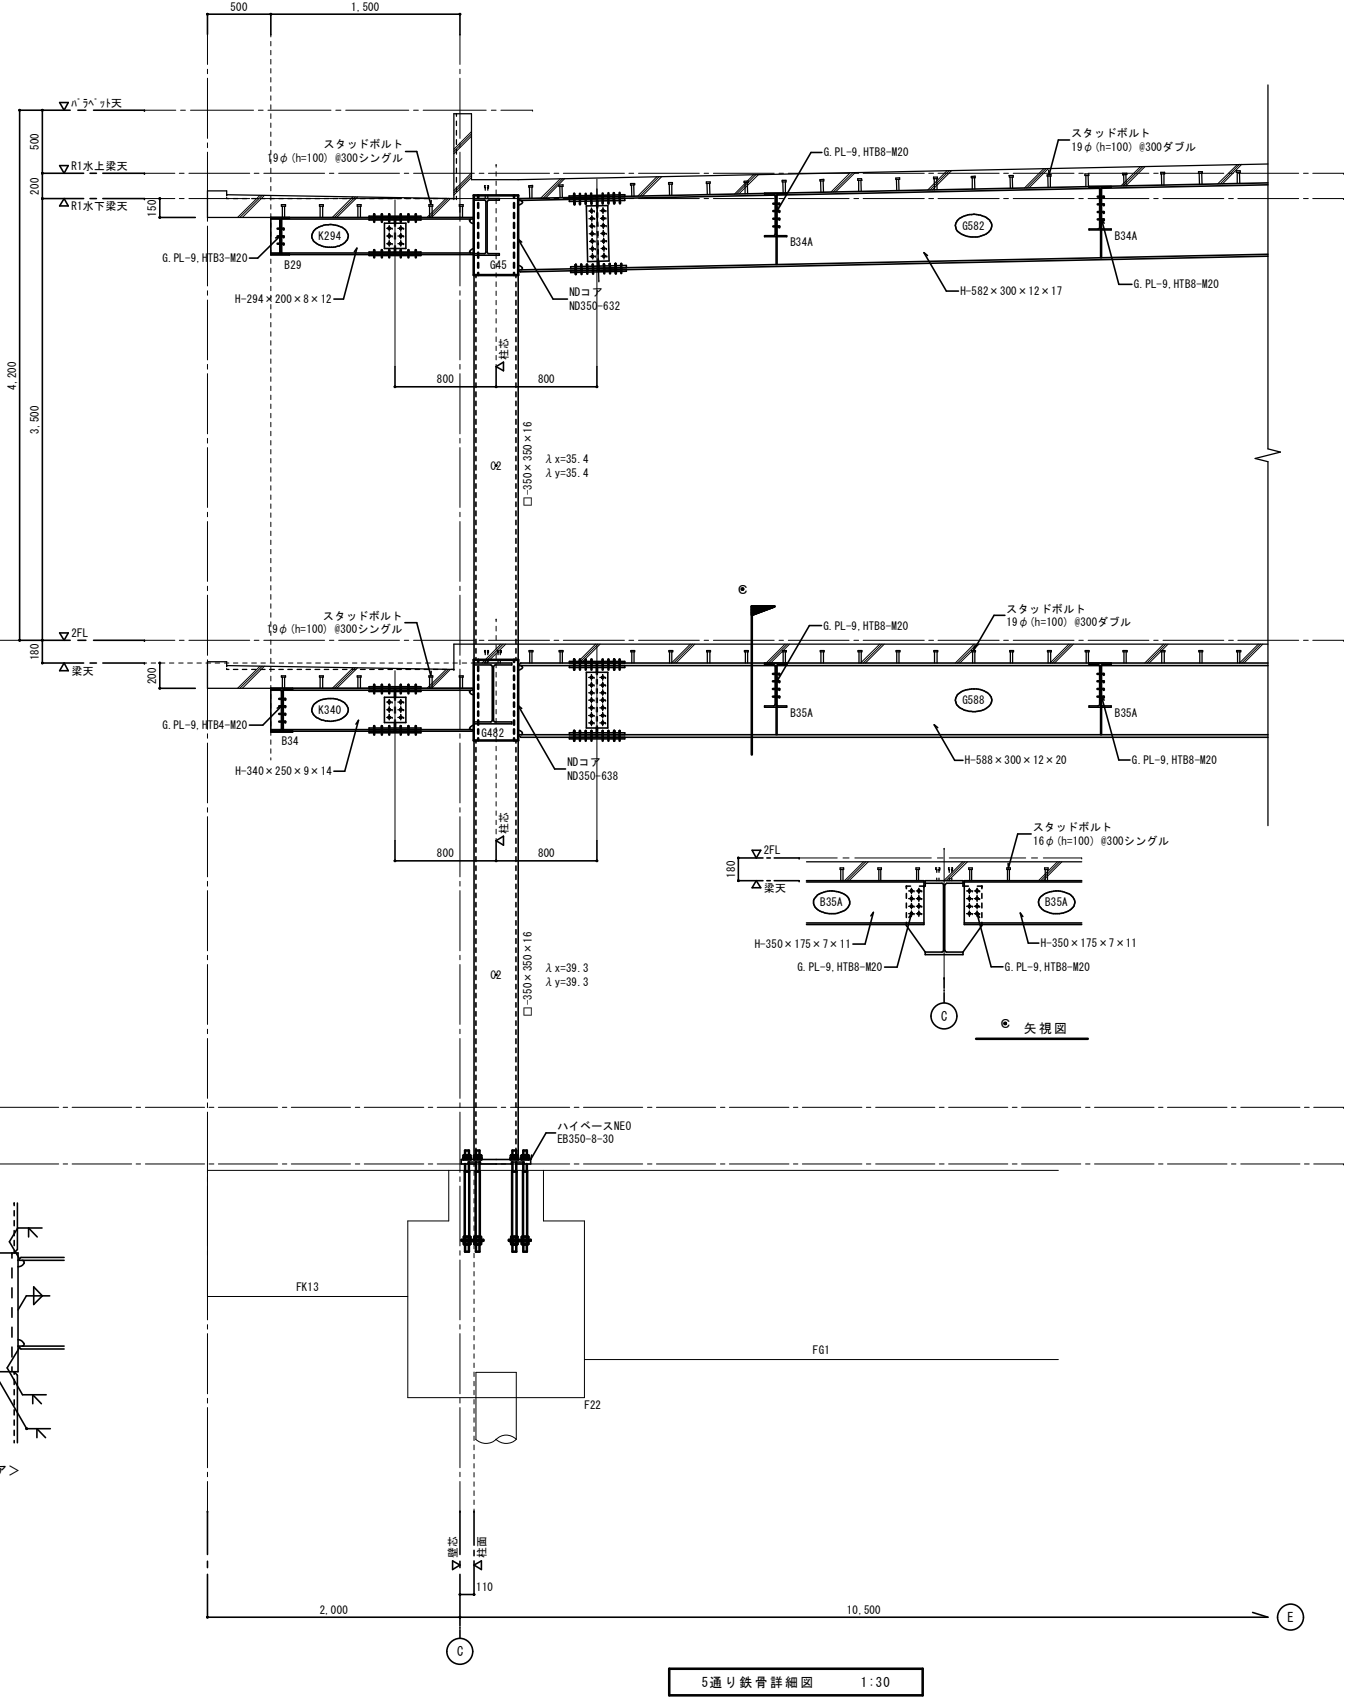 500
1,500
パラペット天
500
スタッドボルト
19φ(h=100) @300シングル
G.PL-9,HTB8-M20
スタッドボルト
19φ(h=100) @300ダブル
R1水上梁天
200
R1水下梁天
150
K294
G582
B34A
B34A
G.PL-9,HTB3-M20
B29
G45
H-294×200×8×12
NDコア
ND350-632
H-582×300×12×17
G.PL-9,HTB8-M20
柱芯
800
800
4,200
3,500
□-350×350×16
C2
λx=35.4
λy=35.4
2FL
スタッドボルト
19φ(h=100) @300シングル
G.PL-9,HTB8-M20
スタッドボルト
19φ(h=100) @300ダブル
180
梁天
200
K340
G588
B35A
B35A
G.PL-9,HTB4-M20
B34
G482
H-340×250×9×14
NDコア
ND350-638
H-588×300×12×20
G.PL-9,HTB8-M20
柱芯
800
800
スタッドボルト
16φ(h=100) @300シングル
2FL
180
梁天
B35A
B35A
H-350×175×7×11
H-350×175×7×11
G.PL-9,HTB8-M20
G.PL-9,HTB8-M20
C
矢視図
□-350×350×16
C2
λx=39.3
λy=39.3
ハイベースNEO
EB350-8-30
FK13
FG1
F22
ア>
壁芯
柱面
110
2,000
10,500
E
C
5通り鉄骨詳細図 1:30